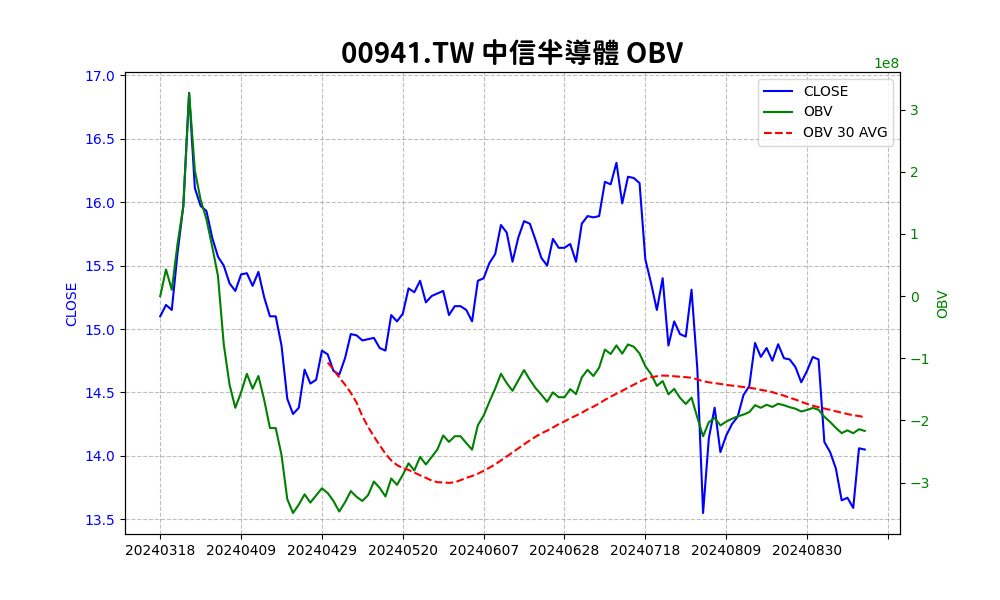 00941.TW 中信半導體 OBV
1e8
CLOSE
OBV
OBV 30 AVG
17.0
16.5
16.0
15.5
15.0
14.5
14.0
13.5
CLOSE
3
2
1
0
−1
−2
−3
OBV
20240318 20240409 20240429 20240520 20240607 20240628 20240718 20240809 20240830